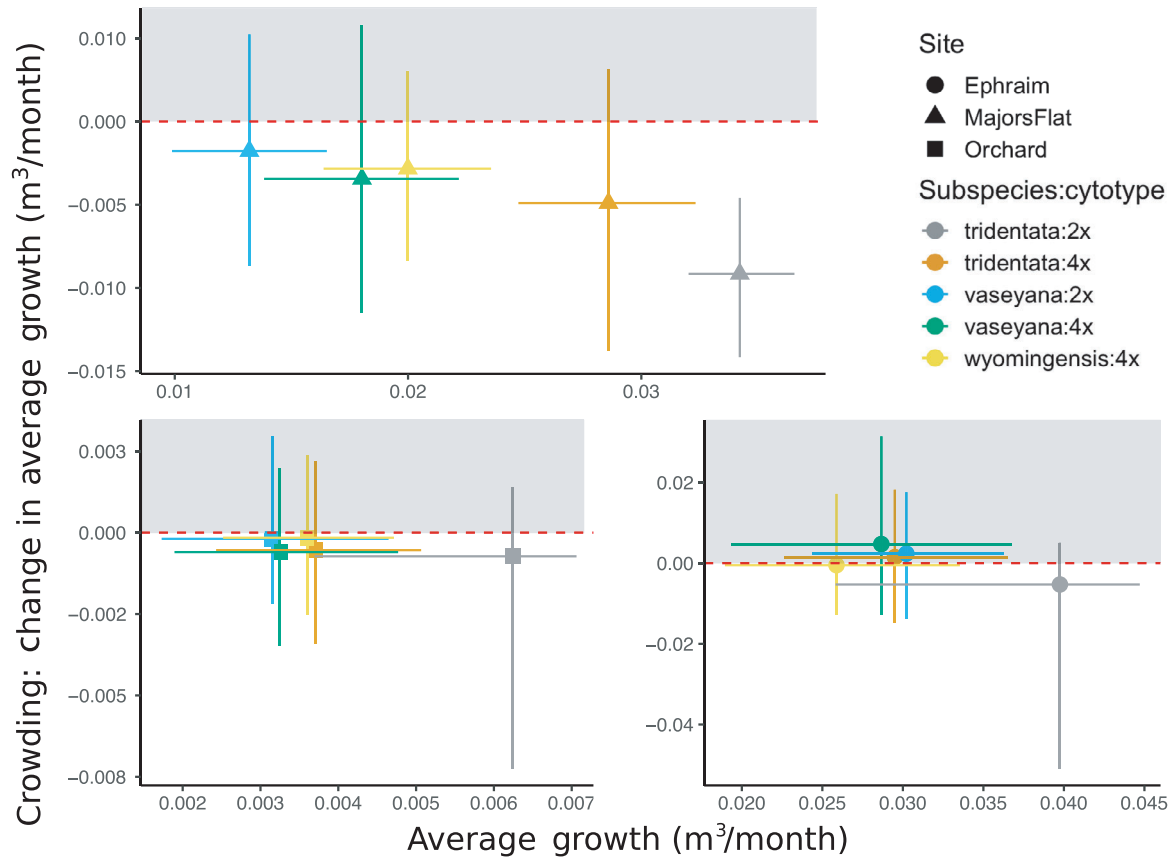 Crowding: change in average growth (m³/month)
0.010
0.000
−0.005
−0.010
−0.015
0.01 0.02 0.03
Site
Ephraim
MajorsFlat
Orchard
Subspecies:cytotype
tridentata:2x
tridentata:4x
vaseyana:2x
vaseyana:4x
wyomingensis:4x
0.003
0.000
−0.002
−0.005
−0.008
0.002 0.003 0.004 0.005 0.006 0.007
0.02
0.00
−0.02
−0.04
0.020 0.025 0.030 0.035 0.040 0.045
Average growth (m³/month)